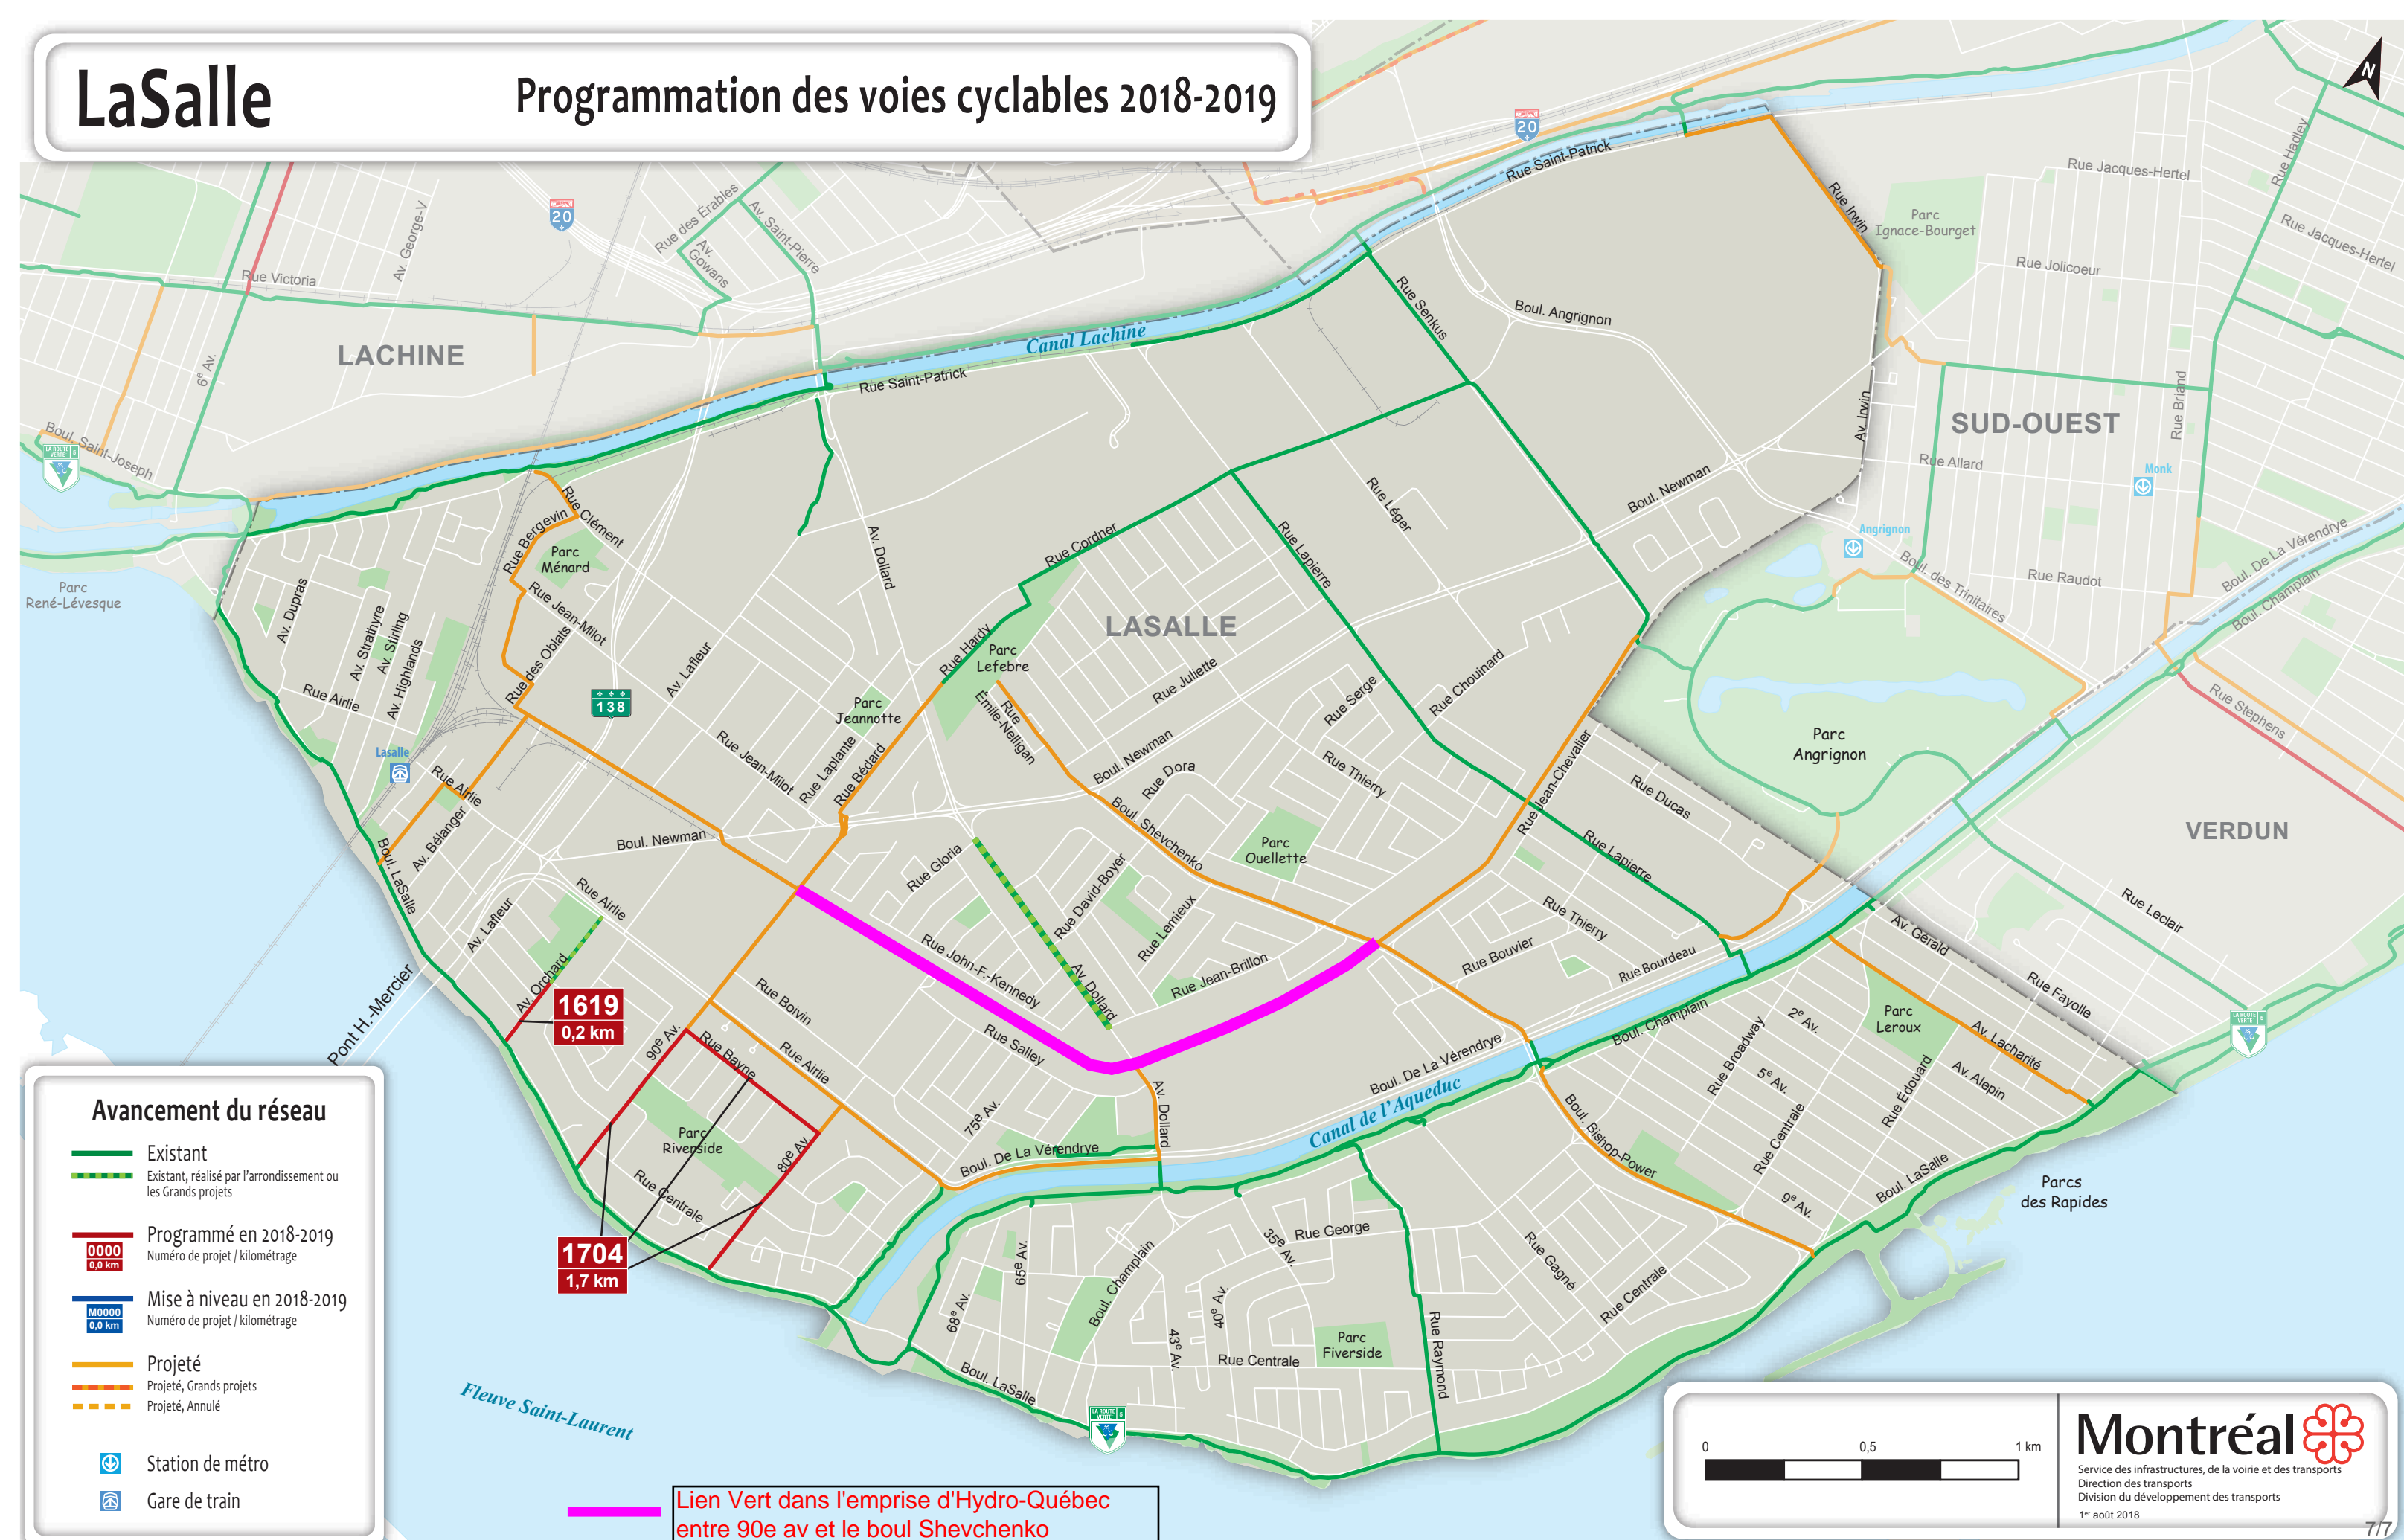 LaSalle
Programmation des voies cyclables 2018-2019
N
20
20
138
LACHINE
SUD-OUEST
LASALLE
VERDUN
Rue Victoria
Av. George-V
6e Av.
Boul. Saint-Joseph
LA ROUTE VERTE 5
Parc
René-Lévesque
Rue des Érables
Av. Saint-Pierre
Av.
Gowans
Canal Lachine
Rue Saint-Patrick
Rue Saint-Patrick
Rue Senkus
Boul. Angrignon
Rue Irwin
Av. Irwin
Parc
Ignace-Bourget
Rue Jacques-Hertel
Rue Hadley
Rue Jacques-Hertel
Rue Jolicoeur
Rue Briand
Rue Allard
Monk
Angrignon
Boul. des Trinitaires
Rue Raudot
Boul. De La Vérendrye
Boul. Champlain
Rue Stephens
Parc
Angrignon
Rue Leclair
Rue Clément
Rue Bergevin
Parc
Ménard
Rue Jean-Milot
Rue des Oblats
Av. Dupras
Av. Strathyre
Av. Stirling
Av. Highlands
Rue Airlie
Lasalle
Rue Airlie
Av. Bélanger
Boul. LaSalle
Av. Lafleur
Av. Lafleur
Av. Dollard
Rue Cordner
Rue Hardy
Parc
Lefebre
Rue
Émile-Nelligan
Parc
Jeannotte
Rue Jean-Milot
Rue Laplante
Rue Bédard
Boul. Newman
Boul. Newman
Boul. Newman
Rue Juliette
Rue Lapierre
Rue Léger
Rue Serge
Rue Chouinard
Rue Dora
Rue Thierry
Boul. Shevchenko
Parc
Ouellette
Rue Jean-Chevalier
Rue Ducas
Rue Lapierre
Rue Thierry
Rue Bouvier
Rue Bourdeau
Rue Gloria
Rue David-Boyer
Rue Lemieux
Rue Jean-Brillon
Av. Dollard
Rue John-F.-Kennedy
Rue Salley
Rue Boivin
Rue Airlie
Rue Airlie
Av. Orchard
1619
0,2 km
90e Av.
Rue Bayne
Parc
Riverside
80e Av.
Rue Centrale
1704
1,7 km
75e Av.
Boul. De La Vérendrye
Av. Dollard
Boul. De La Vérendrye
Canal de l'Aqueduc
Boul. Champlain
Av. Gérald
Rue Fayolle
Parc
Leroux
Av. Lacharité
Av. Alepin
Rue Édouard
2e Av.
Rue Broadway
5e Av.
Rue Centrale
9e Av.
Boul. LaSalle
Boul. Bishop-Power
Parcs
des Rapides
Rue George
35e Av.
40e Av.
43e Av.
65e Av.
68e Av.
Boul. Champlain
Rue Centrale
Parc
Fiverside
Rue Raymond
Rue Gagné
Rue Centrale
Boul. LaSalle
LA ROUTE VERTE 5
LA ROUTE VERTE 5
Pont H.-Mercier
Fleuve Saint-Laurent
Avancement du réseau
Existant
Existant, réalisé par l'arrondissement ou
les Grands projets
Programmé en 2018-2019
0000
0,0 km
Numéro de projet / kilométrage
Mise à niveau en 2018-2019
M0000
0,0 km
Numéro de projet / kilométrage
Projeté
Projeté, Grands projets
Projeté, Annulé
Station de métro
Gare de train
Lien Vert dans l'emprise d'Hydro-Québec
entre 90e av et le boul Shevchenko
0 0,5 1 km
Montréal
Service des infrastructures, de la voirie et des transports
Direction des transports
Division du développement des transports
1er août 2018
7/7